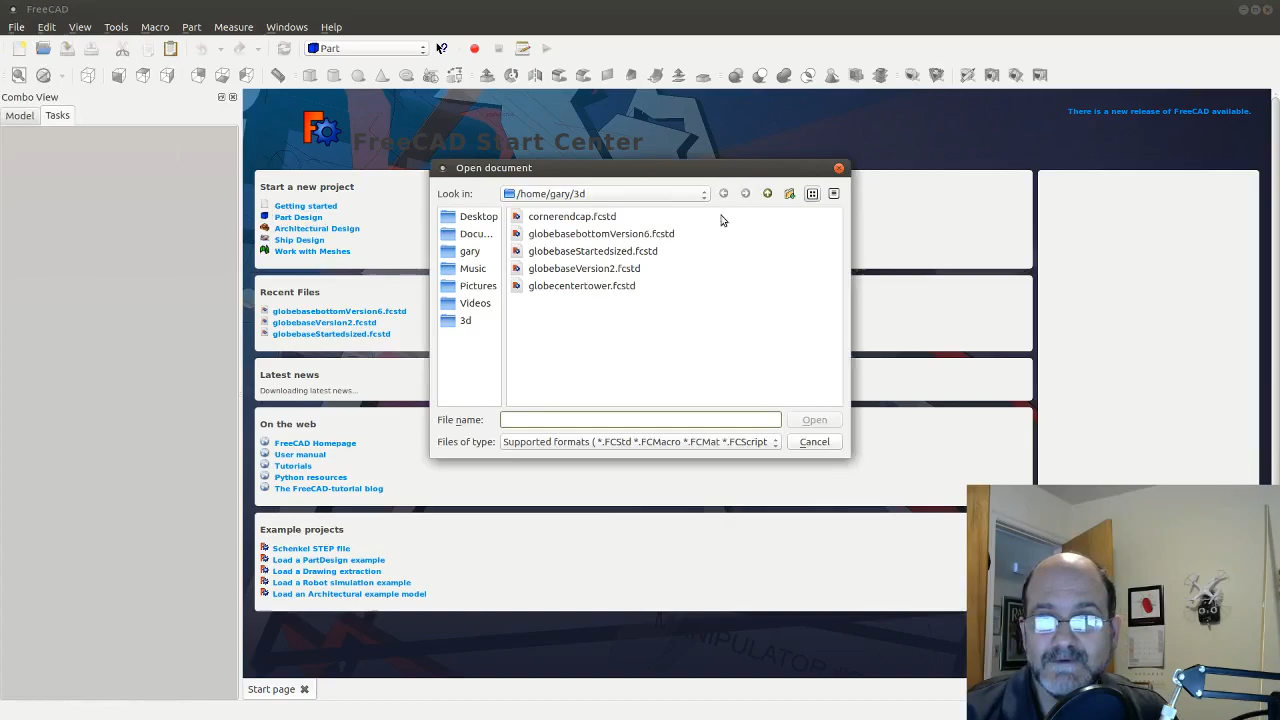 FreeCAD
File Edit View Tools Macro Part Measure Windows Help
Part
Combo View
Model Tasks
There is a new release of FreeCAD available.
FreeCAD Start Center
Start a new project
Getting started
Part Design
Architectural Design
Ship Design
Work with Meshes
Recent Files
globebasebottomVersion6.fcstd
globebaseVersion2.fcstd
globebaseStartedsized.fcstd
Latest news
Downloading latest news...
On the web
FreeCAD Homepage
User manual
Tutorials
Python resources
The FreeCAD-tutorial blog
Example projects
Schenkel STEP file
Load a PartDesign example
Load a Drawing extraction
Load a Robot simulation example
Load an Architectural example model
Open document
Look in: /home/gary/3d
Desktop
Docu...
gary
Music
Pictures
Videos
3d
cornerendcap.fcstd
globebasebottomVersion6.fcstd
globebaseStartedsized.fcstd
globebaseVersion2.fcstd
globecentertower.fcstd
File name: Open
Files of type: Supported formats ( *.FCStd *.FCMacro *.FCMat *.FCScript Cancel
MANIPULATOR
Start page